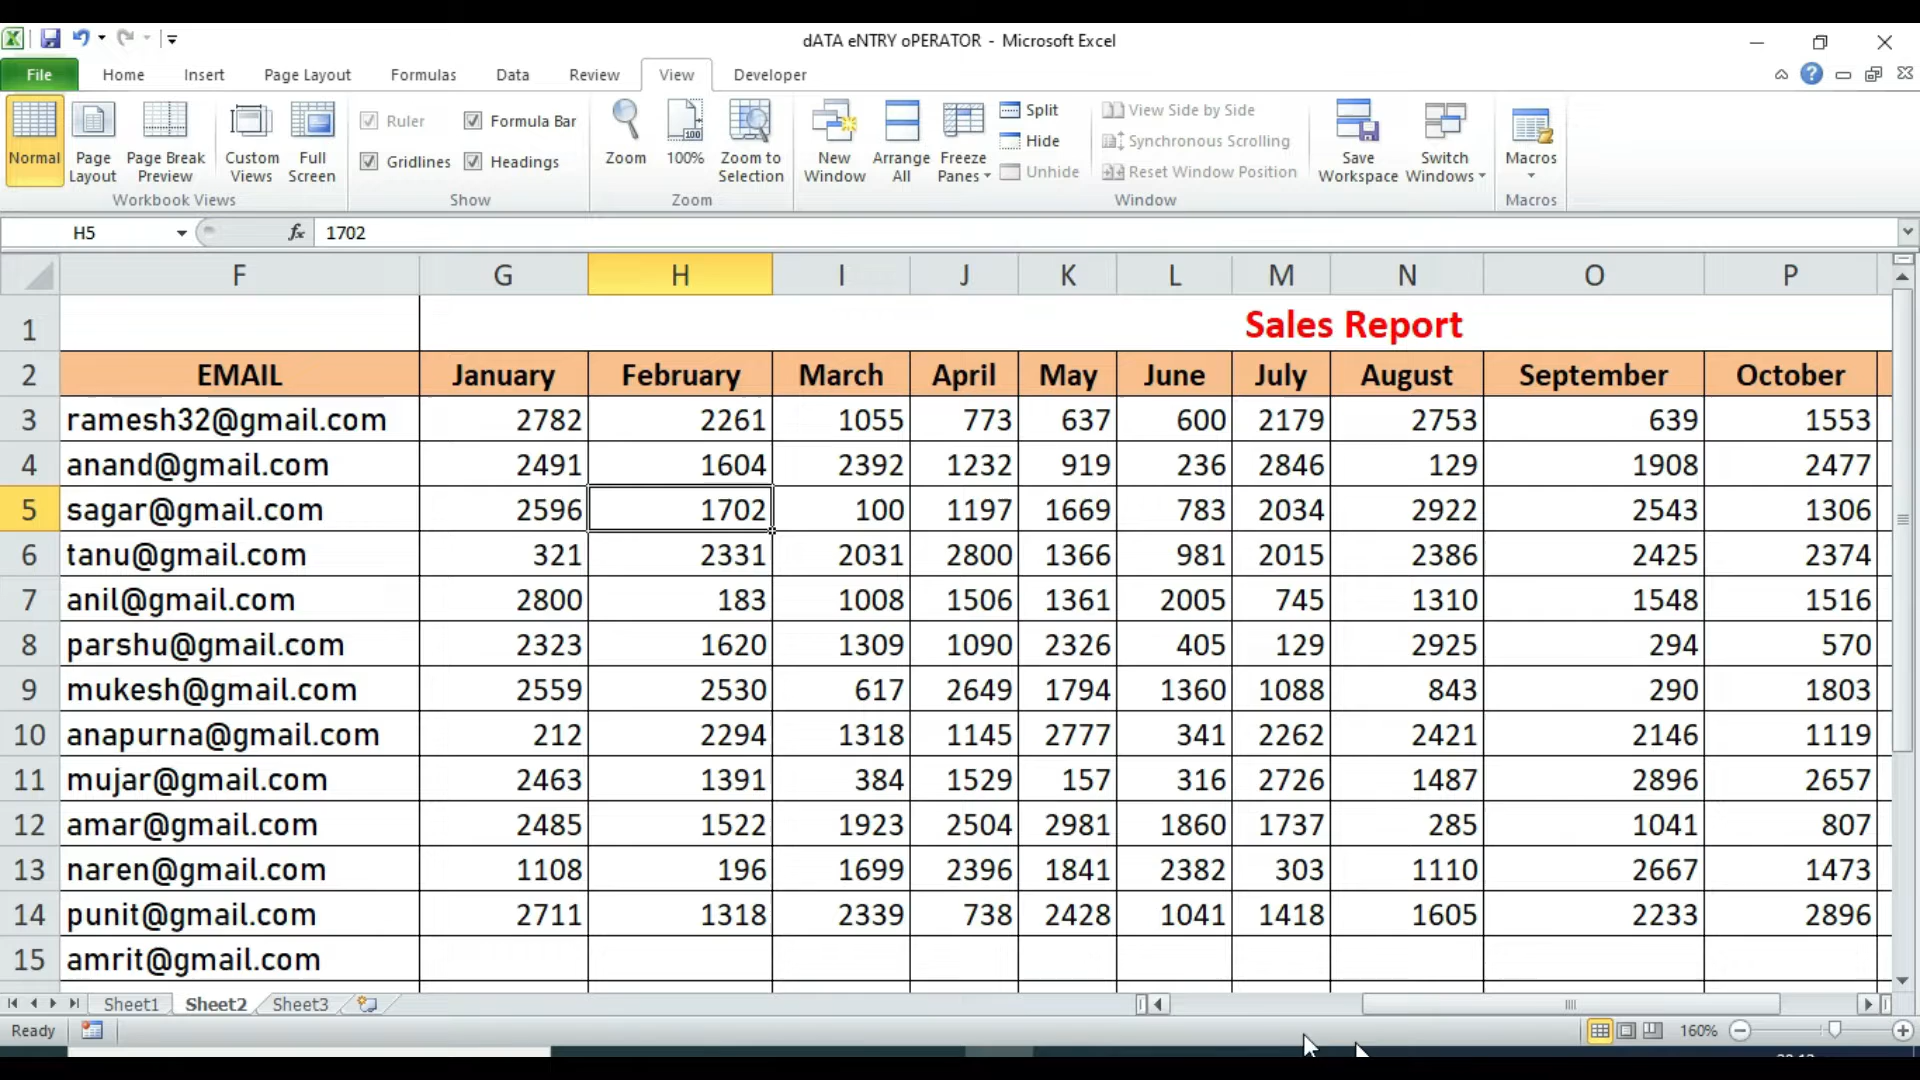 dATA eNTRY oPERATOR - Microsoft Excel
File Home Insert Page Layout Formulas Data Review View Developer
Normal Page Layout Page Break Preview Custom Views Full Screen
Workbook Views
Ruler Formula Bar
Gridlines Headings
Show
Zoom 100% Zoom to Selection
Zoom
New Window Arrange All Freeze Panes
Split View Side by Side
Hide Synchronous Scrolling
Unhide Reset Window Position
Window
Save Workspace Switch Windows
Macros
Macros
H5 fx 1702
F G H I J K L M N O P
1 Sales Report
2 EMAIL January February March April May June July August September October
3 ramesh32@gmail.com 2782 2261 1055 773 637 600 2179 2753 639 1553
4 anand@gmail.com 2491 1604 2392 1232 919 236 2846 129 1908 2477
5 sagar@gmail.com 2596 1702 100 1197 1669 783 2034 2922 2543 1306
6 tanu@gmail.com 321 2331 2031 2800 1366 981 2015 2386 2425 2374
7 anil@gmail.com 2800 183 1008 1506 1361 2005 745 1310 1548 1516
8 parshu@gmail.com 2323 1620 1309 1090 2326 405 129 2925 294 570
9 mukesh@gmail.com 2559 2530 617 2649 1794 1360 1088 843 290 1803
10 anapurna@gmail.com 212 2294 1318 1145 2777 341 2262 2421 2146 1119
11 mujar@gmail.com 2463 1391 384 1529 157 316 2726 1487 2896 2657
12 amar@gmail.com 2485 1522 1923 2504 2981 1860 1737 285 1041 807
13 naren@gmail.com 1108 196 1699 2396 1841 2382 303 1110 2667 1473
14 punit@gmail.com 2711 1318 2339 738 2428 1041 1418 1605 2233 2896
15 amrit@gmail.com
Sheet1 Sheet2 Sheet3
Ready 160%